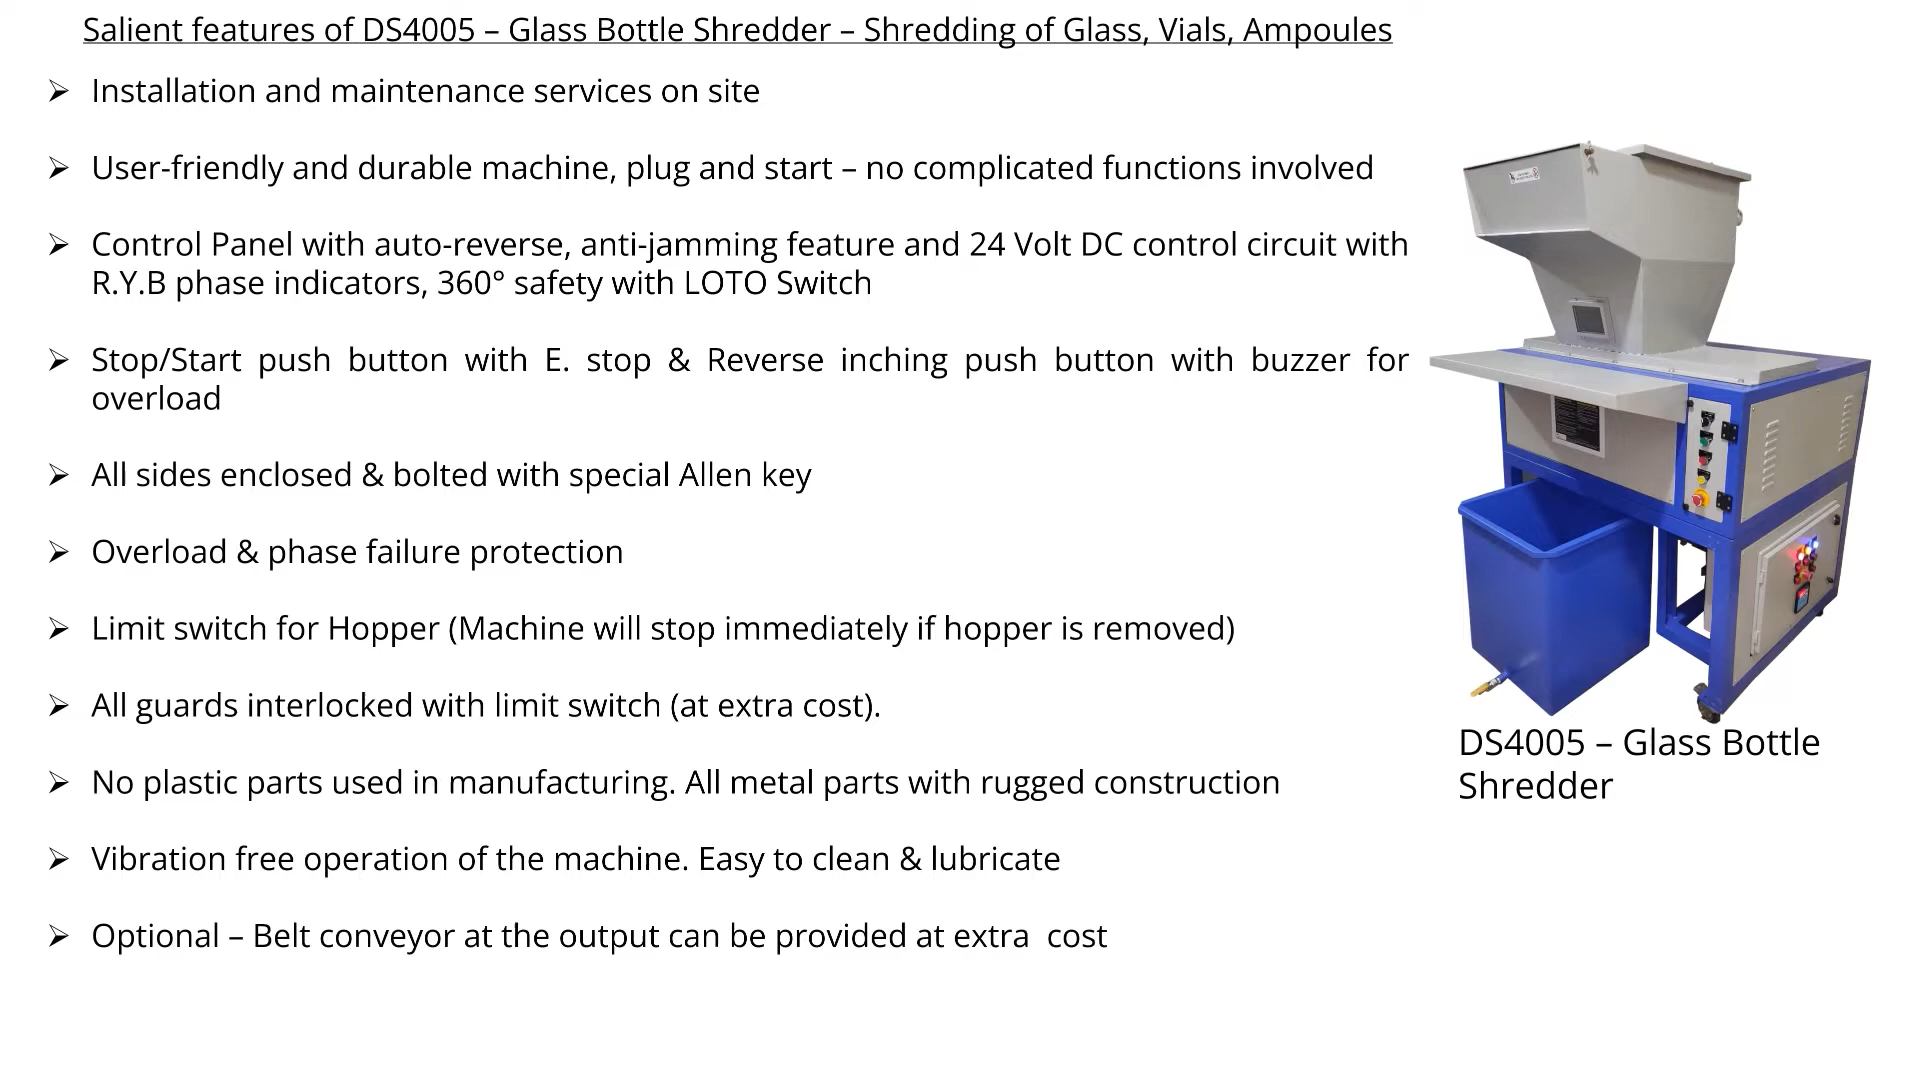 Salient features of DS4005 – Glass Bottle Shredder – Shredding of Glass, Vials, Ampoules
➢ Installation and maintenance services on site
➢ User-friendly and durable machine, plug and start – no complicated functions involved
➢ Control Panel with auto-reverse, anti-jamming feature and 24 Volt DC control circuit with
R.Y.B phase indicators, 360° safety with LOTO Switch
➢ Stop/Start push button with E. stop & Reverse inching push button with buzzer for
overload
➢ All sides enclosed & bolted with special Allen key
➢ Overload & phase failure protection
➢ Limit switch for Hopper (Machine will stop immediately if hopper is removed)
➢ All guards interlocked with limit switch (at extra cost).
➢ No plastic parts used in manufacturing. All metal parts with rugged construction
➢ Vibration free operation of the machine. Easy to clean & lubricate
➢ Optional – Belt conveyor at the output can be provided at extra  cost
DS4005 – Glass Bottle
Shredder